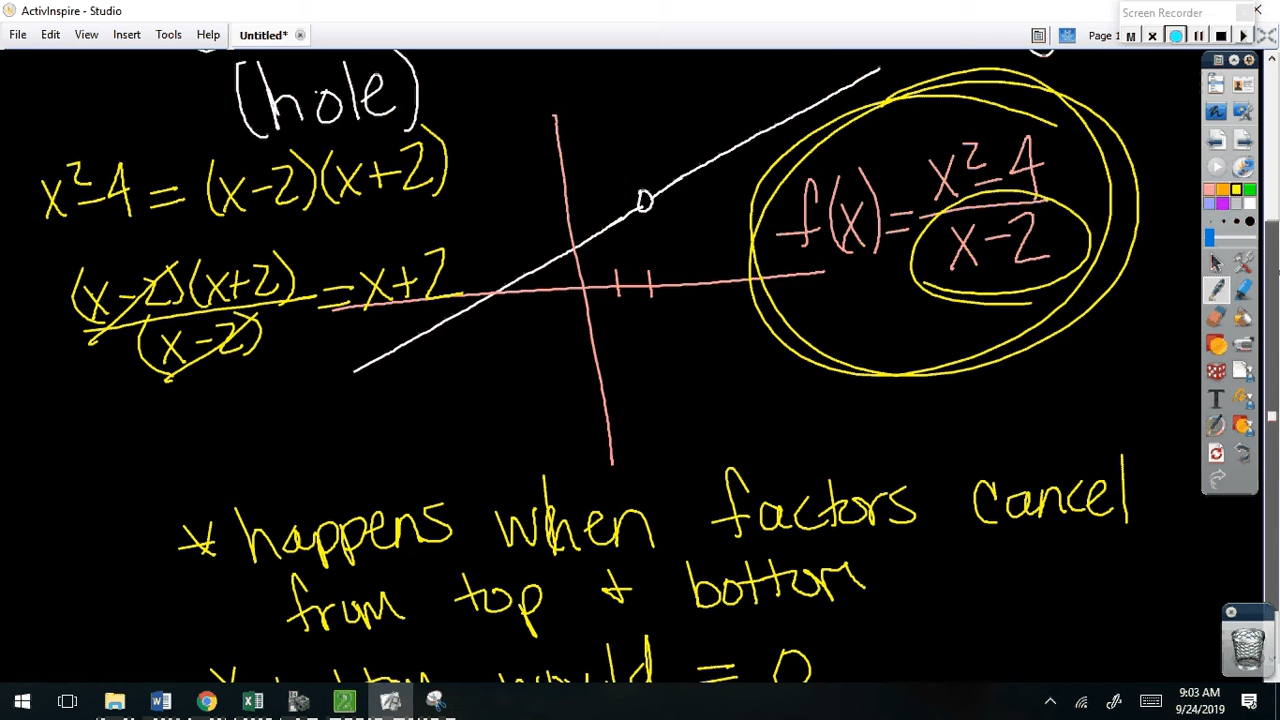 ActivInspire - Studio
Screen Recorder
File Edit View Insert Tools Help Untitled*
Page 1
M
(hole)
x²-4 = (x-2)(x+2)
f(x) = x²-4 / x-2
(x-2)(x+2) / (x-2) = x+2
* happens when factors cancel
from top + bottom
would = 0
9:03 AM
9/24/2019